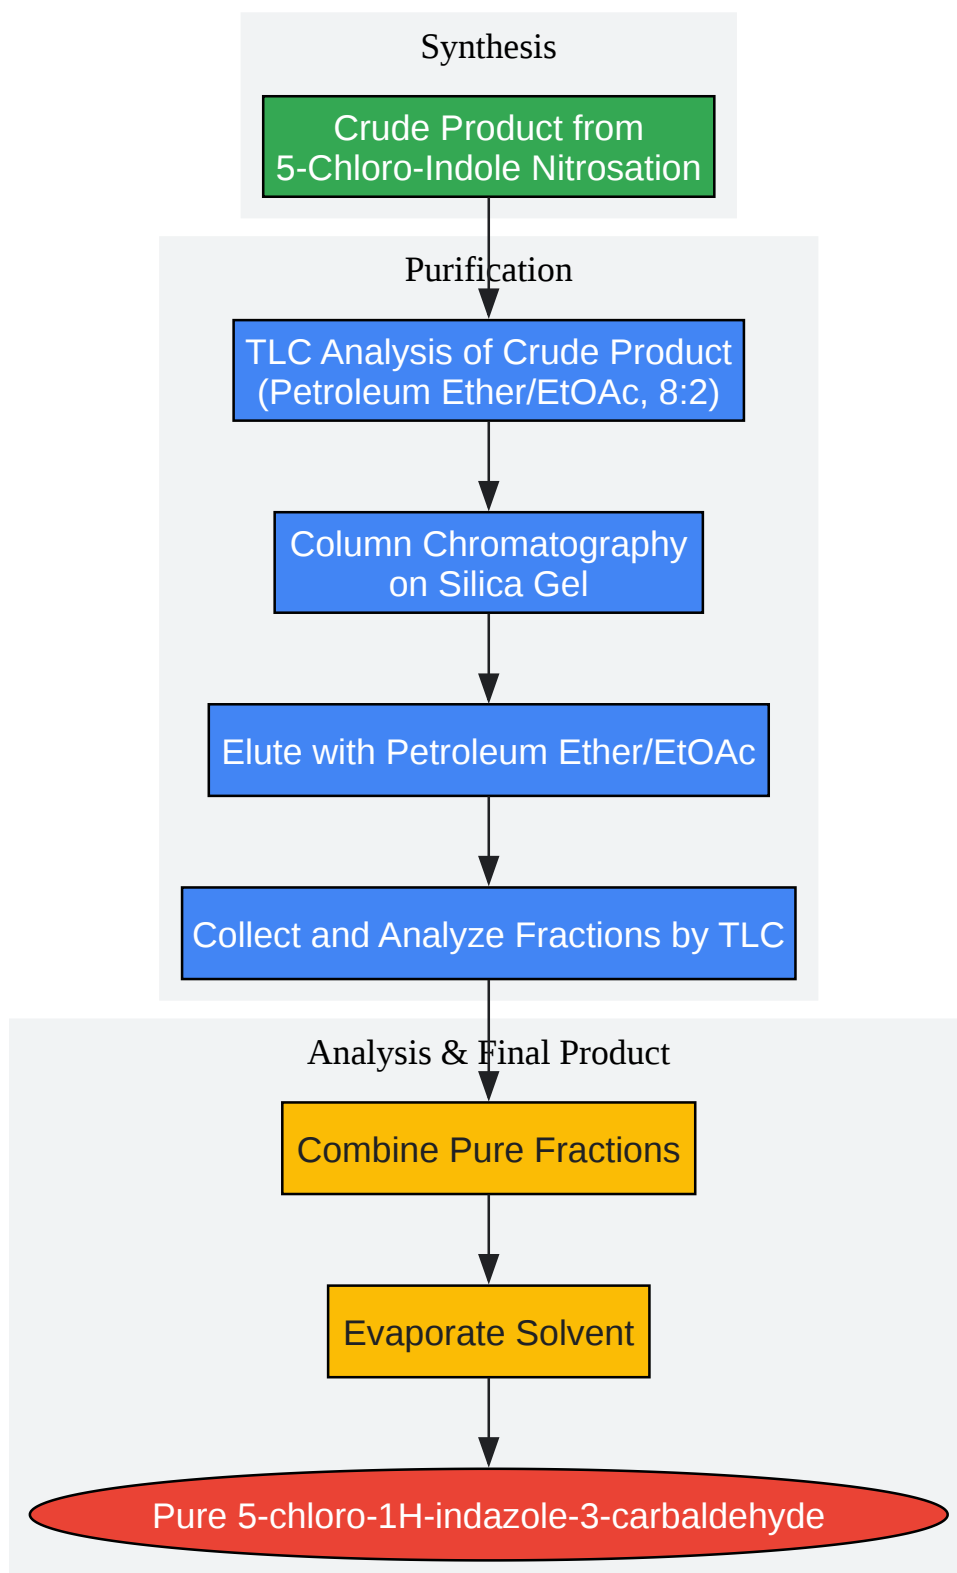 Synthesis
Crude Product from
5-Chloro-Indole Nitrosation
Purification
TLC Analysis of Crude Product
(Petroleum Ether/EtOAc, 8:2)
Column Chromatography
on Silica Gel
Elute with Petroleum Ether/EtOAc
Collect and Analyze Fractions by TLC
Analysis & Final Product
Combine Pure Fractions
Evaporate Solvent
Pure 5-chloro-1H-indazole-3-carbaldehyde